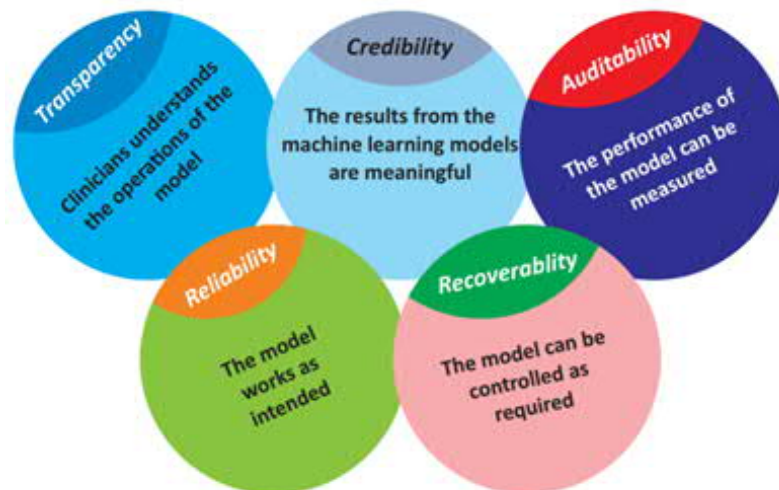 Transparency
Clinicians understands
the operations of the
model
Credibility
The results from the
machine learning models
are meaningful
Auditability
The performance of
the model can be
measured
Reliability
The model
works as
intended
Recoverablity
The model can be
controlled as
required